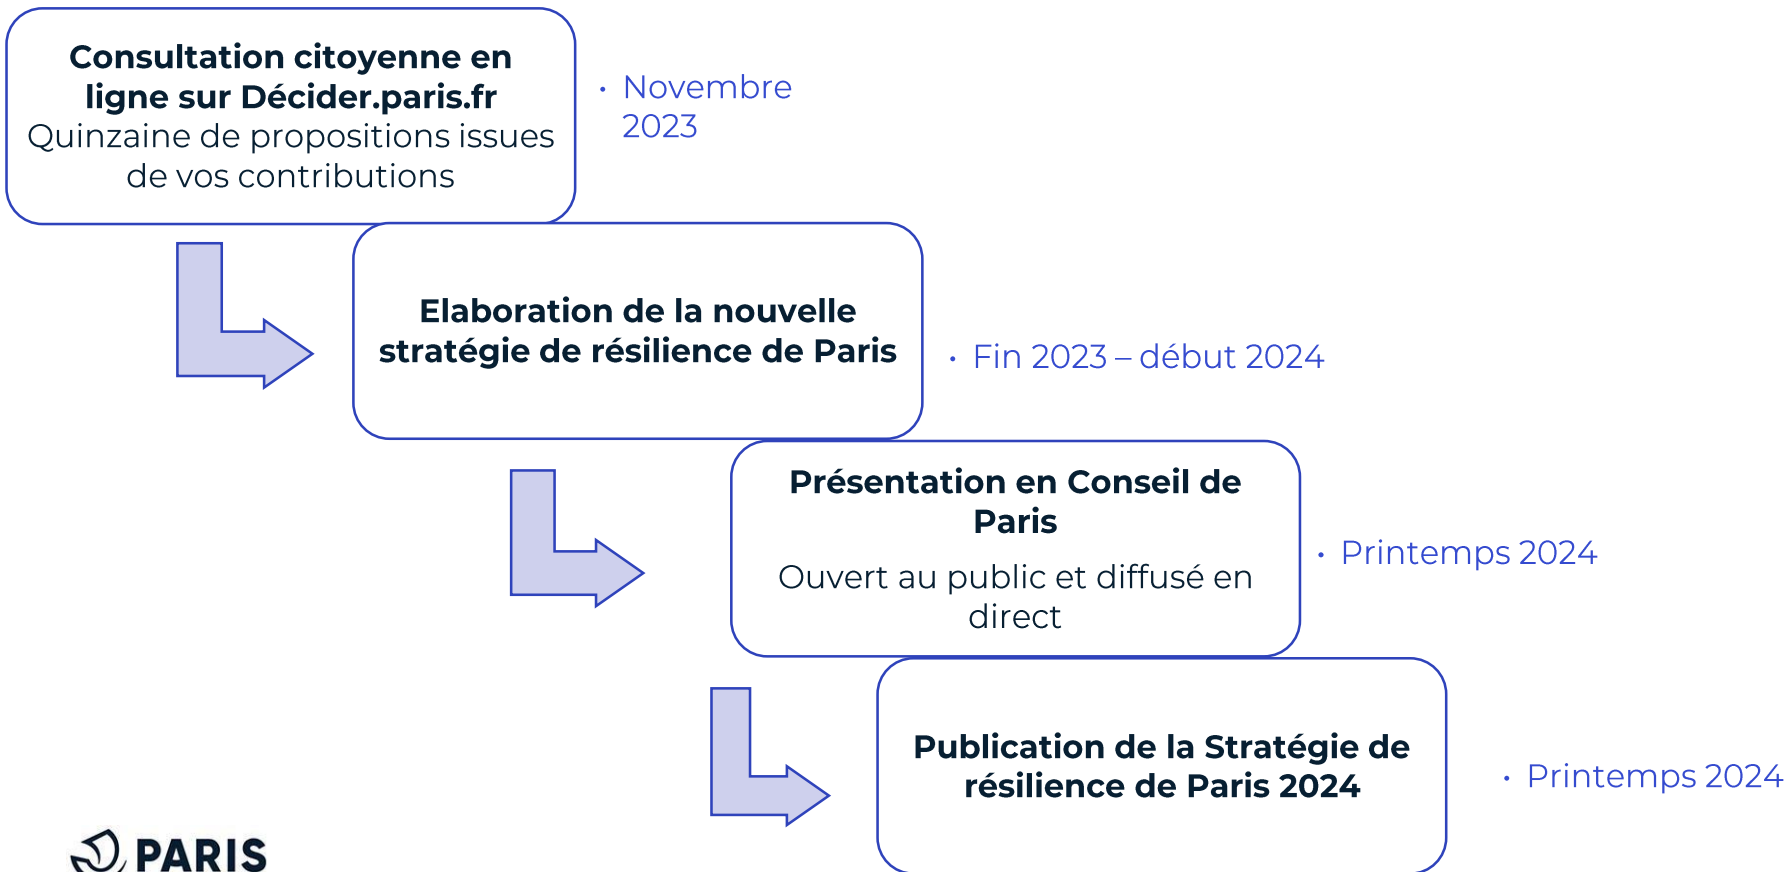 Consultation citoyenne en
ligne sur Décider.paris.fr
Quinzaine de propositions issues
de vos contributions
• Novembre
2023
Elaboration de la nouvelle
stratégie de résilience de Paris
• Fin 2023 – début 2024
Présentation en Conseil de
Paris
Ouvert au public et diffusé en
direct
• Printemps 2024
Publication de la Stratégie de
résilience de Paris 2024
• Printemps 2024
PARIS